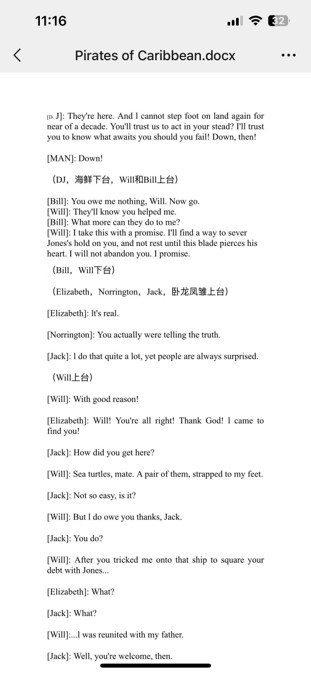 11:16
32
Pirates of Caribbean.docx
[D. J]: They're here. And I cannot step foot on land again for
near of a decade. You'll trust us to act in your stead? I'll trust
you to know what awaits you should you fail! Down, then!
[MAN]: Down!
（DJ，海鲜下台，Will和Bill上台）
[Bill]: You owe me nothing, Will. Now go.
[Will]: They'll know you helped me.
[Bill]: What more can they do to me?
[Will]: I take this with a promise. I'll find a way to sever
Jones's hold on you, and not rest until this blade pierces his
heart. I will not abandon you. I promise.
（Bill，Will下台）
（Elizabeth，Norrington，Jack，卧龙凤雏上台）
[Elizabeth]: It's real.
[Norrington]: You actually were telling the truth.
[Jack]: I do that quite a lot, yet people are always surprised.
（Will上台）
[Will]: With good reason!
[Elizabeth]: Will! You're all right! Thank God! I came to
find you!
[Jack]: How did you get here?
[Will]: Sea turtles, mate. A pair of them, strapped to my feet.
[Jack]: Not so easy, is it?
[Will]: But I do owe you thanks, Jack.
[Jack]: You do?
[Will]: After you tricked me onto that ship to square your
debt with Jones...
[Elizabeth]: What?
[Jack]: What?
[Will]:...I was reunited with my father.
[Jack]: Well, you're welcome, then.